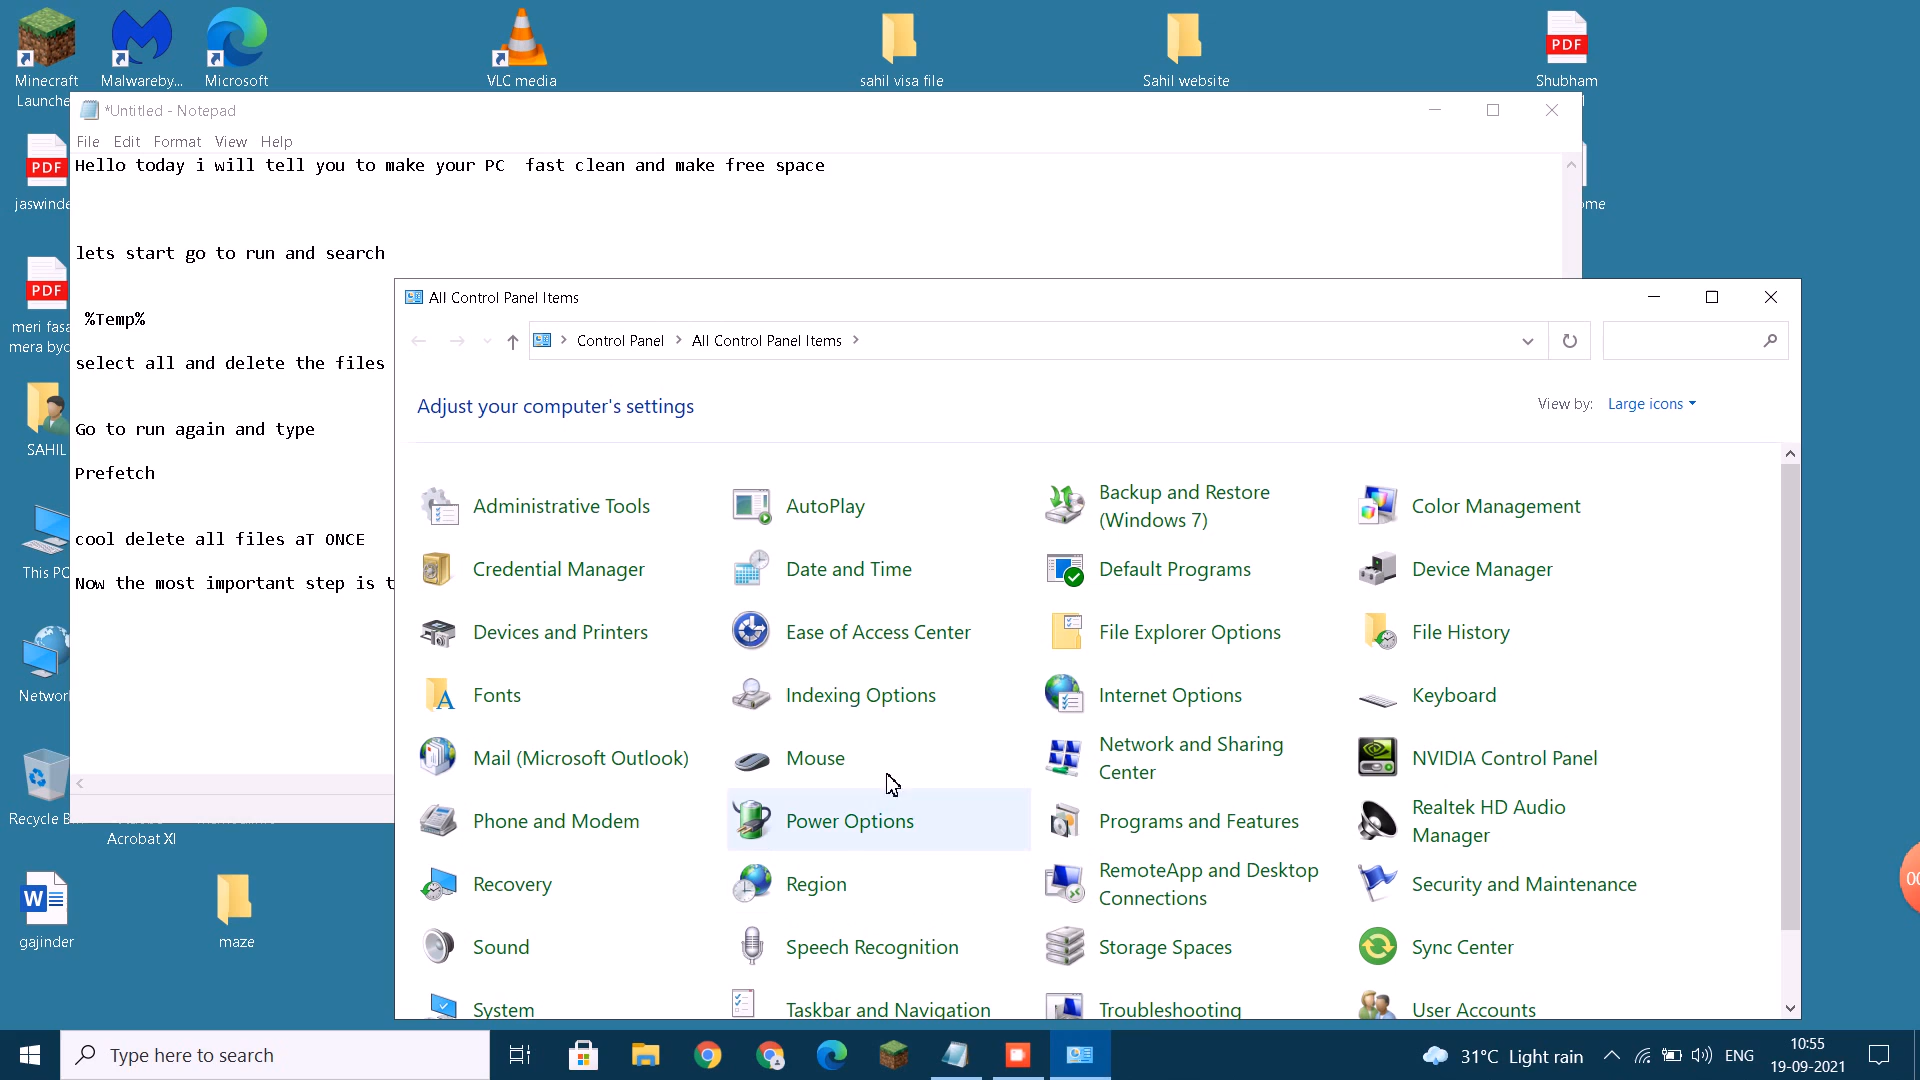 Minecraft
Launche
Malwareby...
Microsoft
VLC media
sahil visa file
Sahil website
PDF
Shubham
*Untitled - Notepad
File Edit Format View Help
Hello today i will tell you to make your PC  fast clean and make free space
lets start go to run and search
%Temp%
select all and delete the files
Go to run again and type
Prefetch
cool delete all files aT ONCE
Now the most important step is t
PDF
jaswinde
ome
PDF
meri fasa
mera byc
SAHIL
This PC
Networ
Recycle B
Acrobat XI
W
gajinder
maze
All Control Panel Items
Control Panel > All Control Panel Items >
Adjust your computer's settings
View by: Large icons
Administrative Tools
AutoPlay
Backup and Restore
(Windows 7)
Color Management
Credential Manager
Date and Time
Default Programs
Device Manager
Devices and Printers
Ease of Access Center
File Explorer Options
File History
Fonts
Indexing Options
Internet Options
Keyboard
Mail (Microsoft Outlook)
Mouse
Network and Sharing
Center
NVIDIA Control Panel
Phone and Modem
Power Options
Programs and Features
Realtek HD Audio
Manager
Recovery
Region
RemoteApp and Desktop
Connections
Security and Maintenance
Sound
Speech Recognition
Storage Spaces
Sync Center
System
Taskbar and Navigation
Troubleshooting
User Accounts
00
Type here to search
31°C Light rain
ENG
10:55
19-09-2021